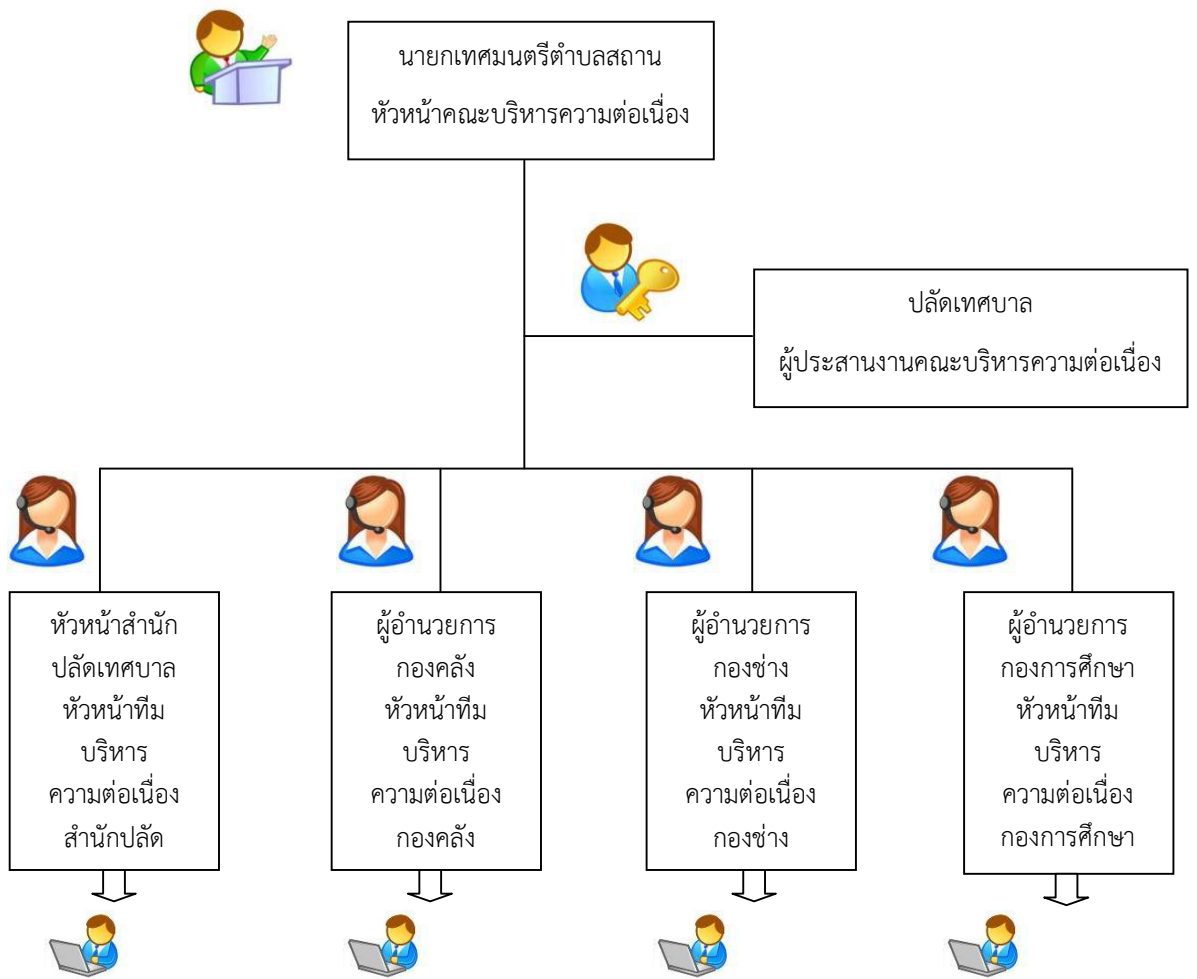 นายกเทศมนตรีตำบลสถาน
หัวหน้าคณะบริหารความต่อเนื่อง
ปลัดเทศบาล
ผู้ประสานงานคณะบริหารความต่อเนื่อง
หัวหน้าสำนัก
ปลัดเทศบาล
หัวหน้าทีม
บริหาร
ความต่อเนื่อง
สำนักปลัด
ผู้อำนวยการ
กองคลัง
หัวหน้าทีม
บริหาร
ความต่อเนื่อง
กองคลัง
ผู้อำนวยการ
กองช่าง
หัวหน้าทีม
บริหาร
ความต่อเนื่อง
กองช่าง
ผู้อำนวยการ
กองการศึกษา
หัวหน้าทีม
บริหาร
ความต่อเนื่อง
กองการศึกษา